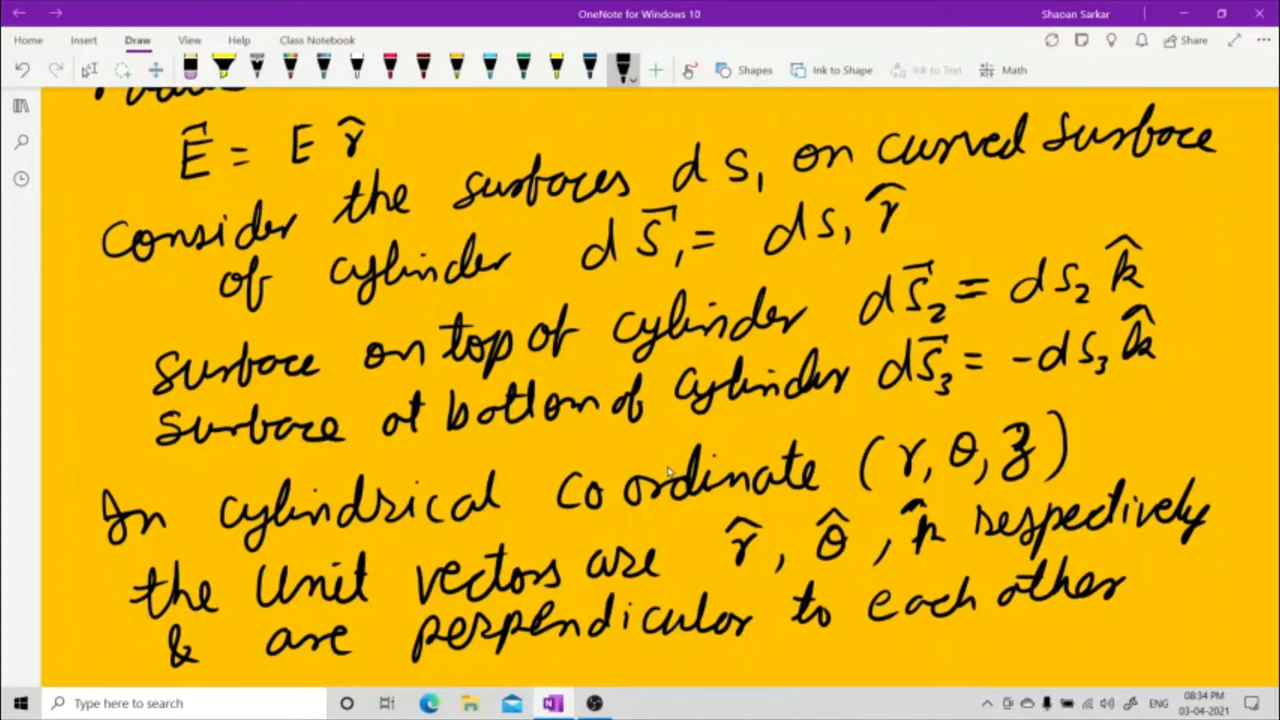 OneNote for Windows 10
Shaoan Sarkar
Home Insert Draw View Help Class Notebook
Share
Shapes Ink to Shape Ink to Text Math
E⃗ = E r̂
Consider the surfaces ds₁ on curved surface
of cylinder dS⃗₁ = ds₁ r̂
surface on top of cylinder dS⃗₂ = ds₂ k̂
surface at bottom of cylinder dS⃗₃ = -ds₃ k̂
In cylindrical coordinate (r, θ, z)
the unit vectors are r̂, θ̂, k̂ respectively
& are perpendicular to each other
Type here to search
ENG
08:34 PM
03-04-2021